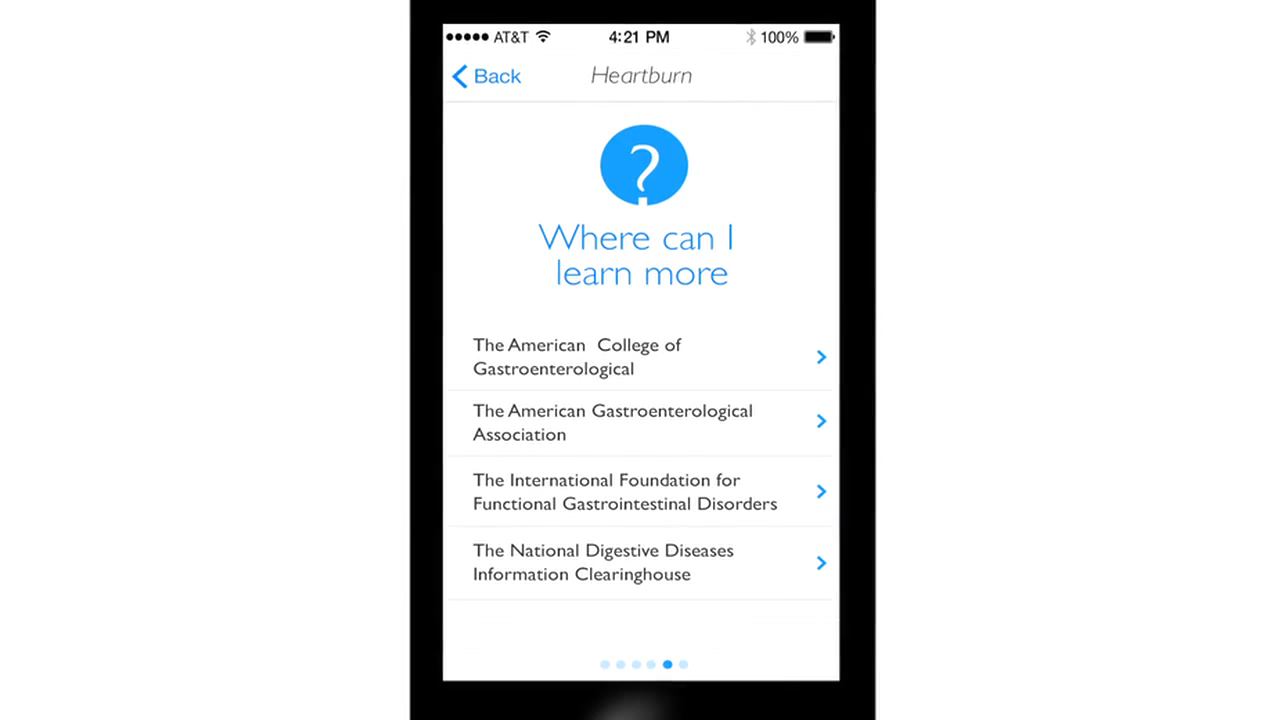 AT&T 4:21 PM 100%
Back Heartburn
?
Where can I
learn more
The American College of
Gastroenterological
The American Gastroenterological
Association
The International Foundation for
Functional Gastrointestinal Disorders
The National Digestive Diseases
Information Clearinghouse